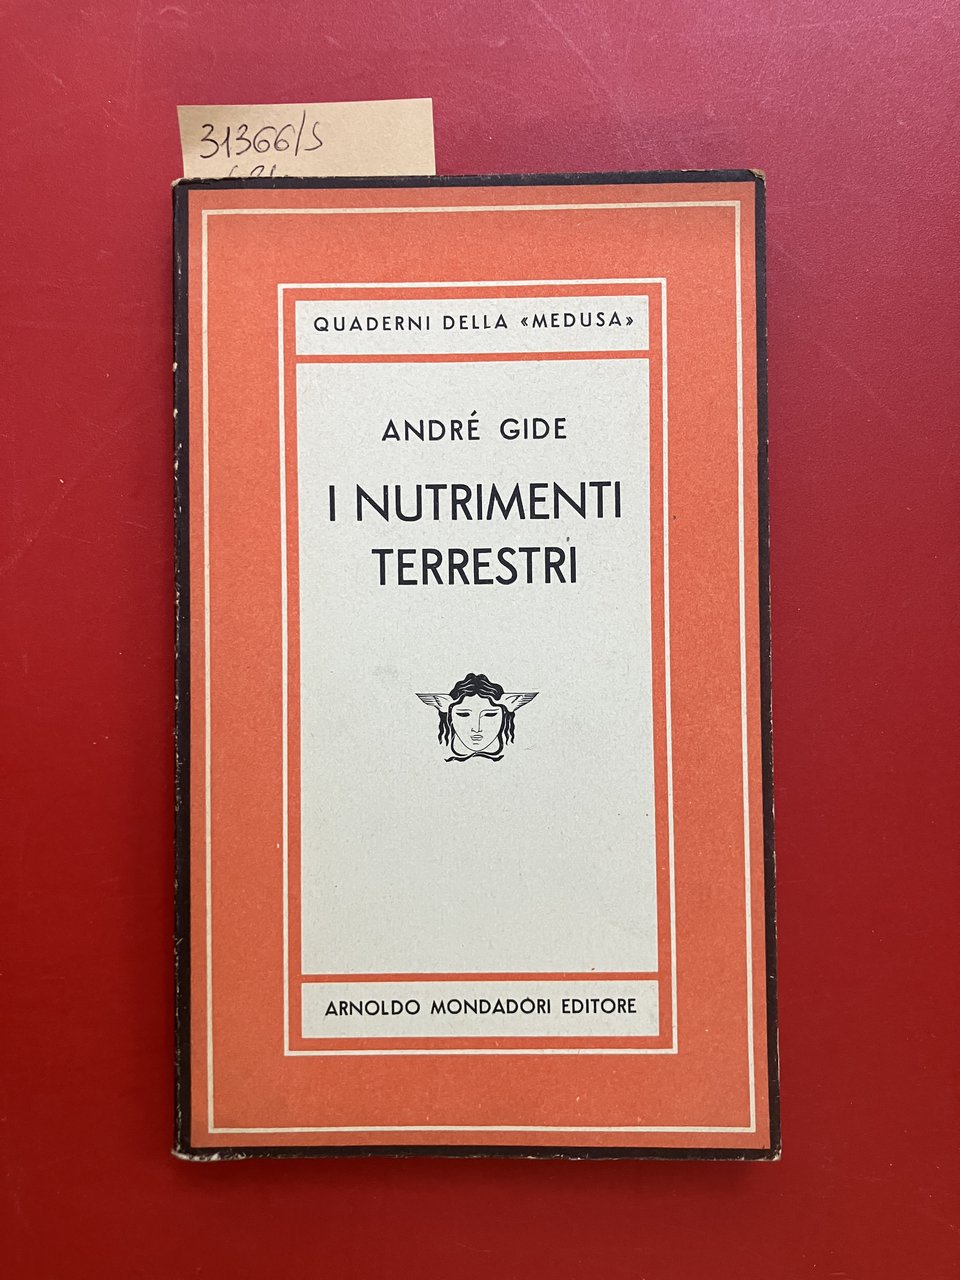 31366/S
QUADERNI DELLA «MEDUSA»
ANDRÉ GIDE
I NUTRIMENTI
TERRESTRI
ARNOLDO MONDADORI EDITORE